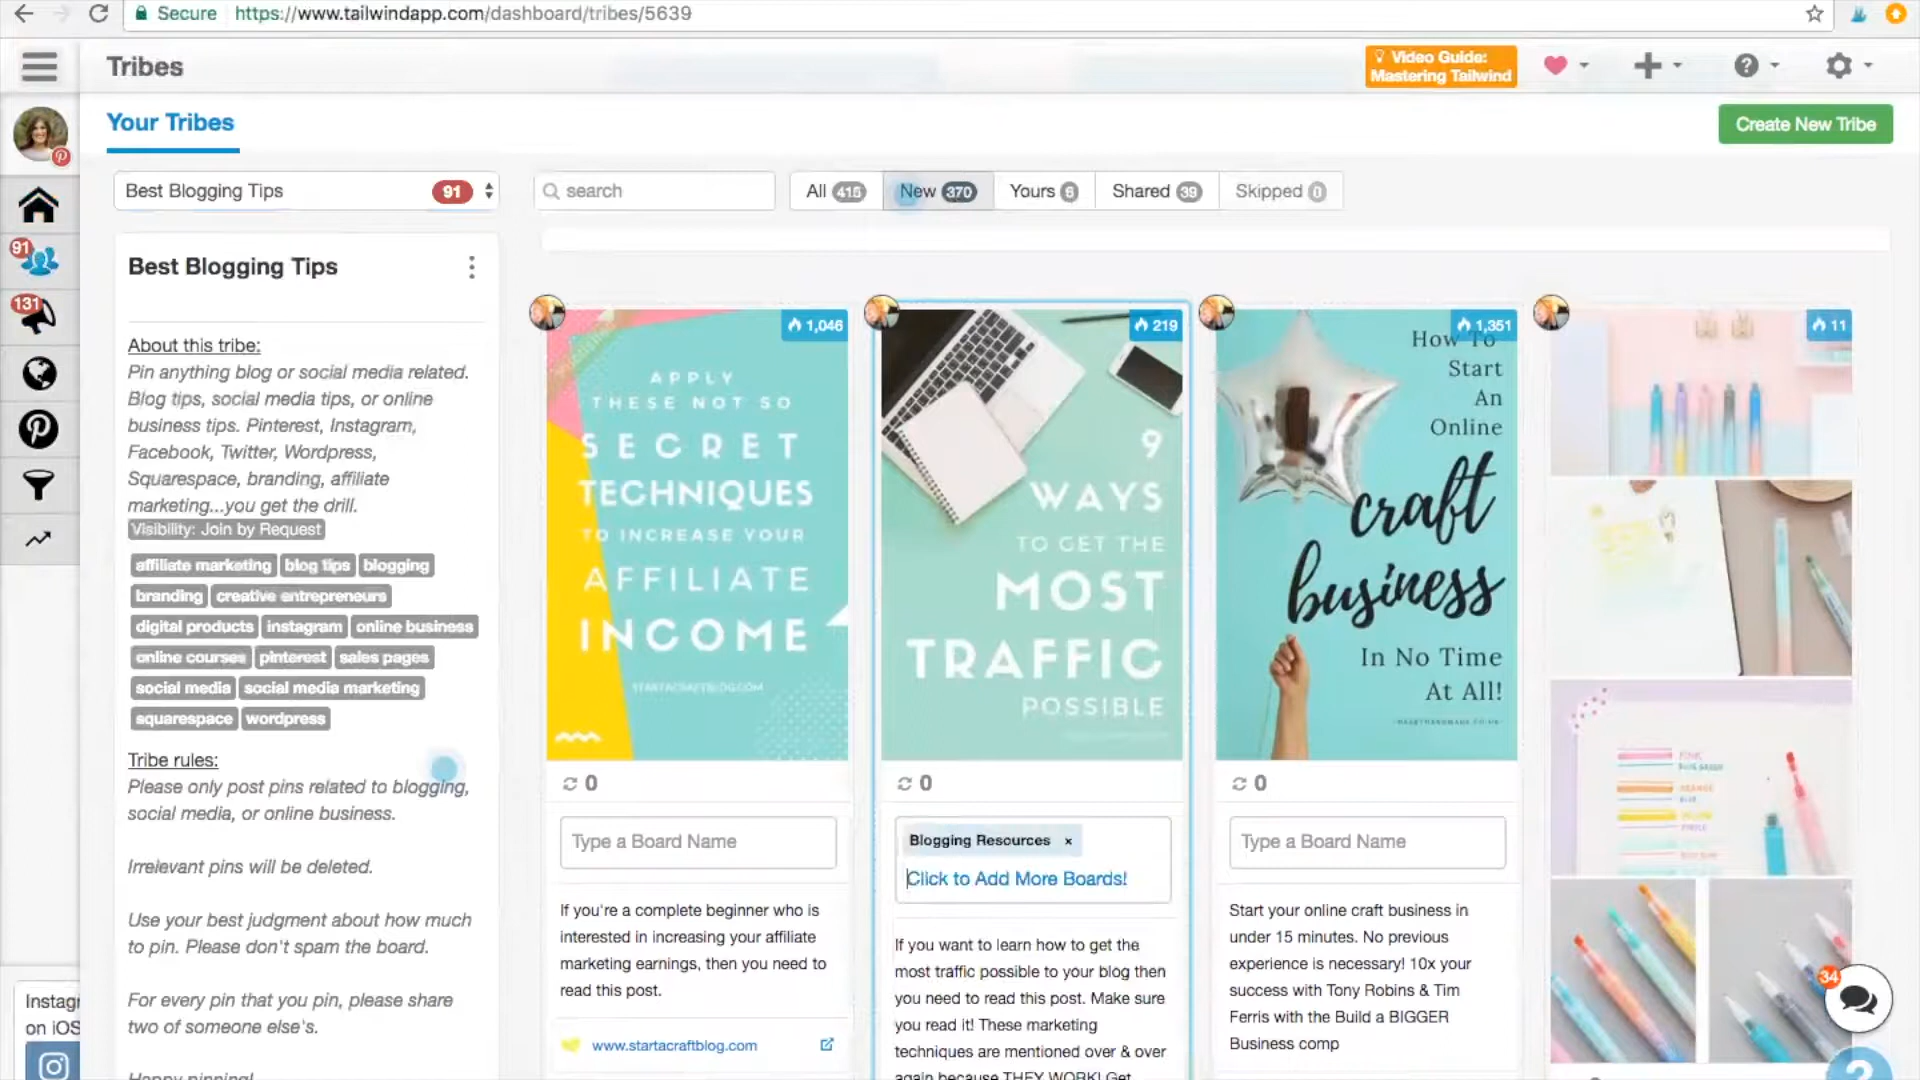 Secure https://www.tailwindapp.com/dashboard/tribes/5639
Tribes
Video Guide:
Mastering Tailwind
Your Tribes
Create New Tribe
Best Blogging Tips 91
search
All 415
New 370
Yours 6
Shared 39
Skipped 0
91
131
Best Blogging Tips
About this tribe:
Pin anything blog or social media related.
Blog tips, social media tips, or online
business tips. Pinterest, Instagram,
Facebook, Twitter, Wordpress,
Squarespace, branding, affiliate
marketing...you get the drill.
Visibility: Join by Request
affiliate marketing blog tips blogging
branding creative entrepreneurs
digital products instagram online business
online courses pinterest sales pages
social media social media marketing
squarespace wordpress
Tribe rules:
Please only post pins related to blogging,
social media, or online business.
Irrelevant pins will be deleted.
Use your best judgment about how much
to pin. Please don't spam the board.
For every pin that you pin, please share
two of someone else's.
Happy pinning!
Instagr
on iOS
1,046
APPLY
THESE NOT SO
SECRET
TECHNIQUES
TO INCREASE YOUR
AFFILIATE
INCOME
STARTACRAFTBLOG.COM
0
Type a Board Name
If you're a complete beginner who is
interested in increasing your affiliate
marketing earnings, then you need to
read this post.
www.startacraftblog.com
219
9
WAYS
TO GET THE
MOST
TRAFFIC
POSSIBLE
0
Blogging Resources ×
Click to Add More Boards!
If you want to learn how to get the
most traffic possible to your blog then
you need to read this post. Make sure
you read it! These marketing
techniques are mentioned over & over
again because THEY WORK! Get
1,351
How To
Start
An
Online
craft
business
In No Time
At All!
0
Type a Board Name
Start your online craft business in
under 15 minutes. No previous
experience is necessary! 10x your
success with Tony Robins & Tim
Ferris with the Build a BIGGER
Business comp
11
PINK
ORANGE
34
?